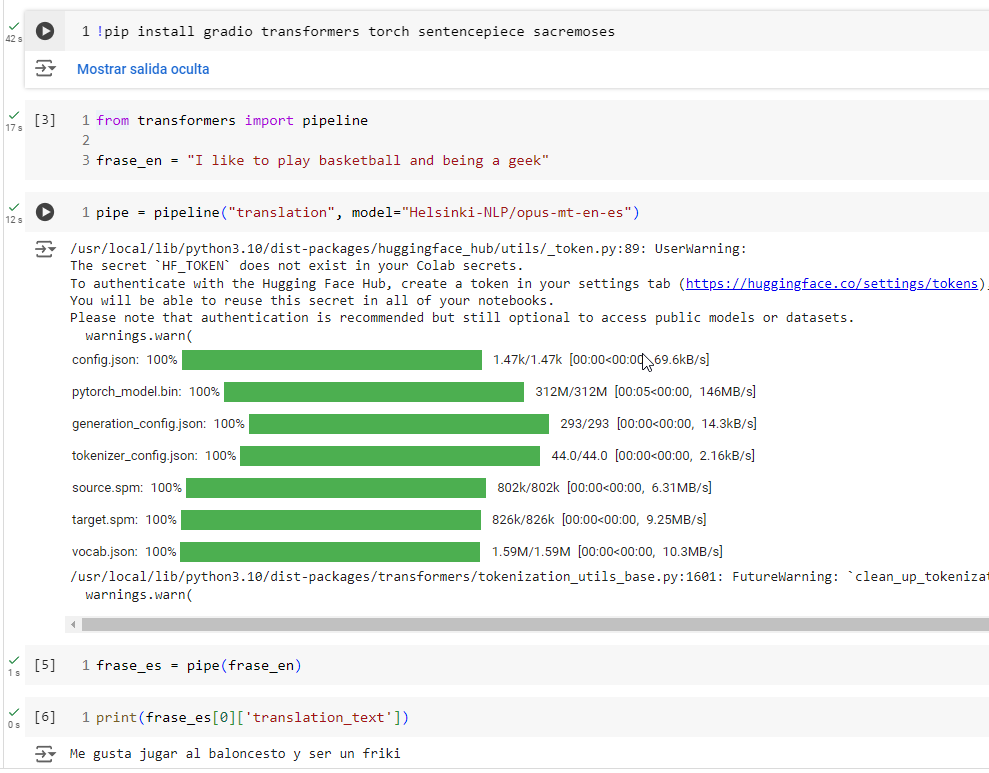 42 s
1 !pip install gradio transformers torch sentencepiece sacremoses
Mostrar salida oculta
17 s
[3]
1 from transformers import pipeline
2
3 frase_en = "I like to play basketball and being a geek"
12 s
1 pipe = pipeline("translation", model="Helsinki-NLP/opus-mt-en-es")
/usr/local/lib/python3.10/dist-packages/huggingface_hub/utils/_token.py:89: UserWarning:
The secret `HF_TOKEN` does not exist in your Colab secrets.
To authenticate with the Hugging Face Hub, create a token in your settings tab (https://huggingface.co/settings/tokens),
You will be able to reuse this secret in all of your notebooks.
Please note that authentication is recommended but still optional to access public models or datasets.
warnings.warn(
config.json: 100% 1.47k/1.47k [00:00<00:00, 69.6kB/s]
pytorch_model.bin: 100% 312M/312M [00:05<00:00, 146MB/s]
generation_config.json: 100% 293/293 [00:00<00:00, 14.3kB/s]
tokenizer_config.json: 100% 44.0/44.0 [00:00<00:00, 2.16kB/s]
source.spm: 100% 802k/802k [00:00<00:00, 6.31MB/s]
target.spm: 100% 826k/826k [00:00<00:00, 9.25MB/s]
vocab.json: 100% 1.59M/1.59M [00:00<00:00, 10.3MB/s]
/usr/local/lib/python3.10/dist-packages/transformers/tokenization_utils_base.py:1601: FutureWarning: `clean_up_tokenizat
warnings.warn(
1 s
[5]
1 frase_es = pipe(frase_en)
0 s
[6]
1 print(frase_es[0]['translation_text'])
Me gusta jugar al baloncesto y ser un friki